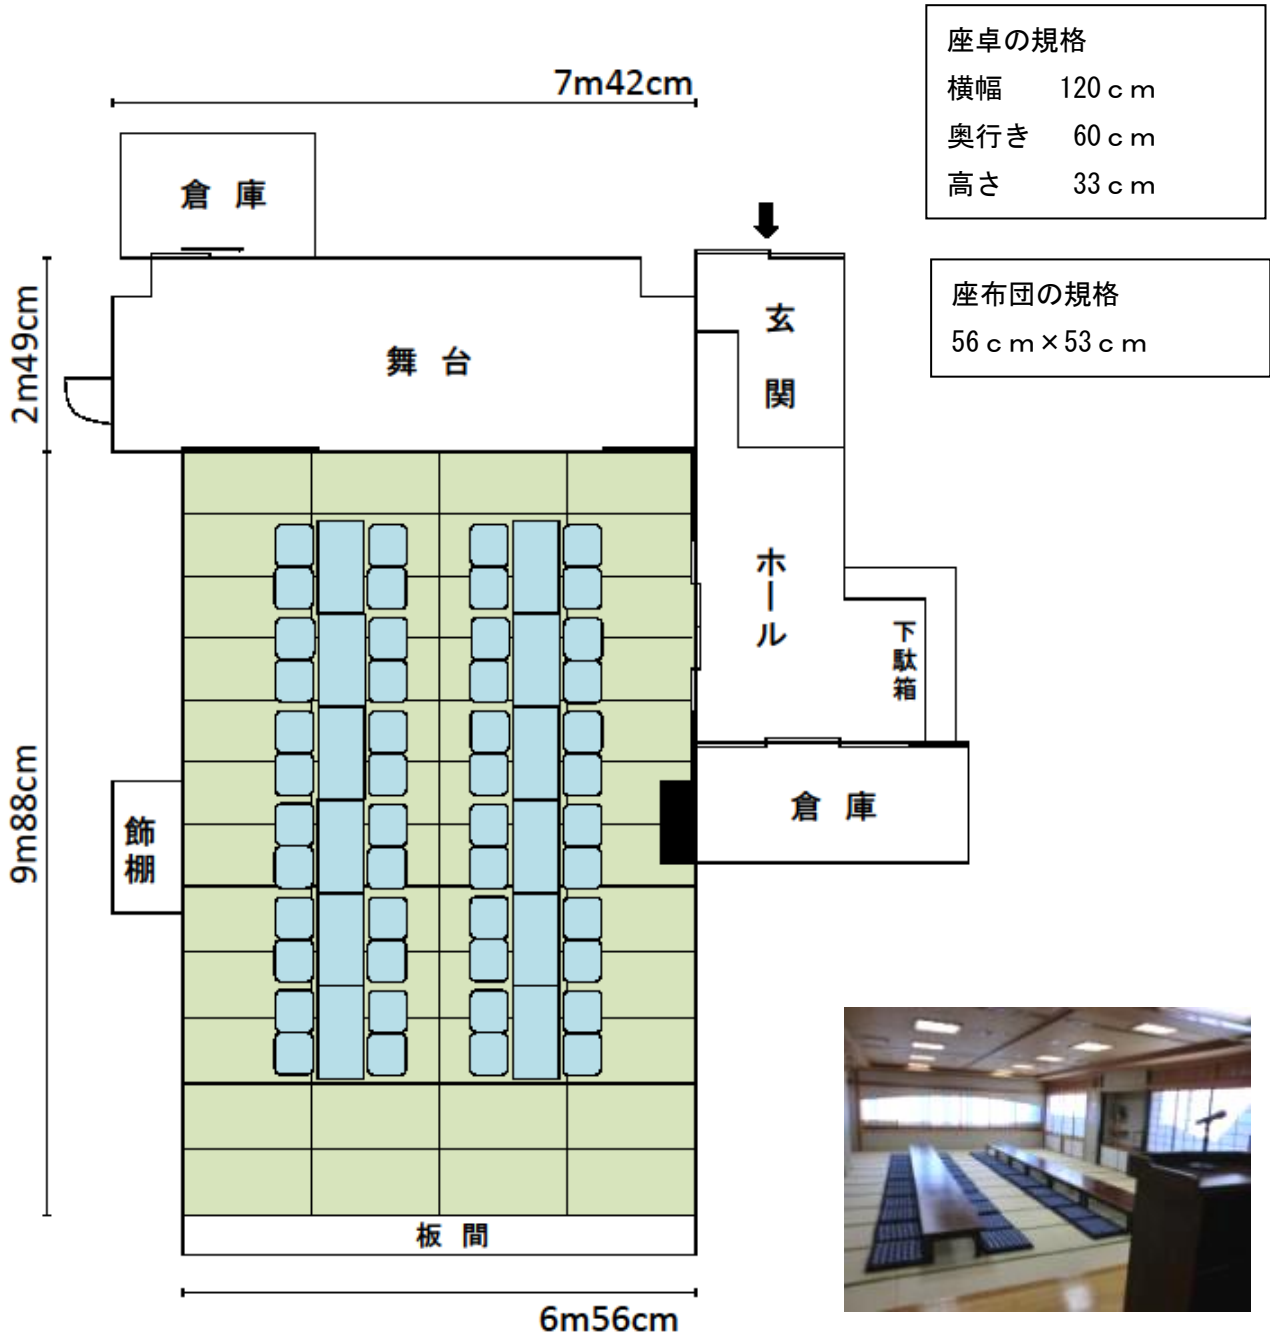 座卓の規格
横幅 120ｃｍ
奥行き 60ｃｍ
高さ 33ｃｍ
座布団の規格
56ｃｍ×53ｃｍ
7m42cm
倉 庫
2m49cm
舞 台
玄関
ホール
下駄箱
9m88cm
飾棚
倉 庫
板 間
6m56cm